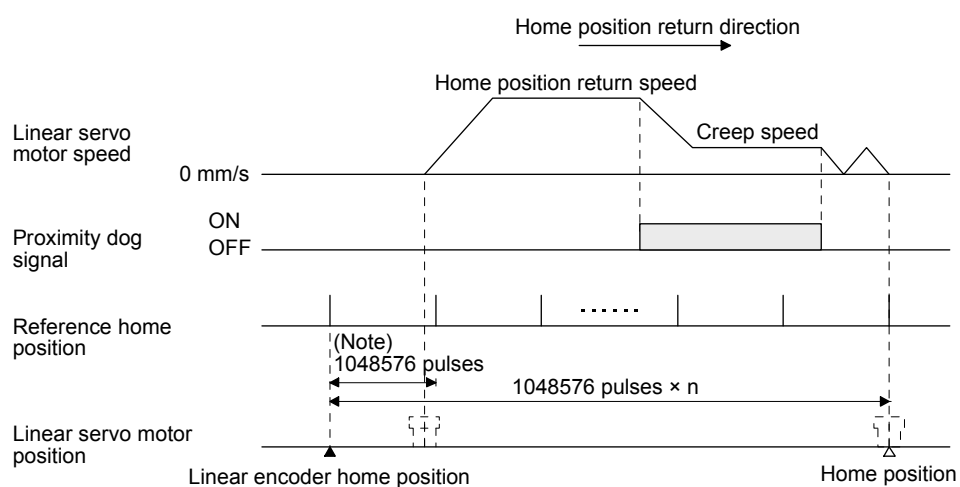 Home position return direction
Home position return speed
Linear servo
motor speed
Creep speed
0 mm/s
ON
Proximity dog
signal
OFF
Reference home
position
(Note)
1048576 pulses
1048576 pulses × n
Linear servo motor
position
Linear encoder home position
Home position